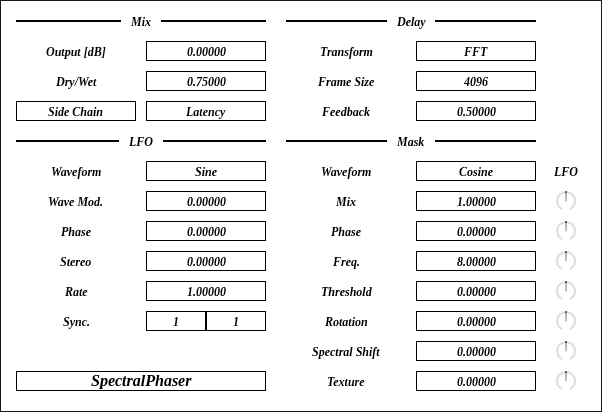 Mix
Output [dB] 0.00000
Dry/Wet 0.75000
Side Chain Latency
LFO
Waveform Sine
Wave Mod. 0.00000
Phase 0.00000
Stereo 0.00000
Rate 1.00000
Sync. 1 1
SpectralPhaser
Delay
Transform FFT
Frame Size 4096
Feedback 0.50000
Mask
Waveform Cosine LFO
Mix 1.00000
Phase 0.00000
Freq. 8.00000
Threshold 0.00000
Rotation 0.00000
Spectral Shift 0.00000
Texture 0.00000